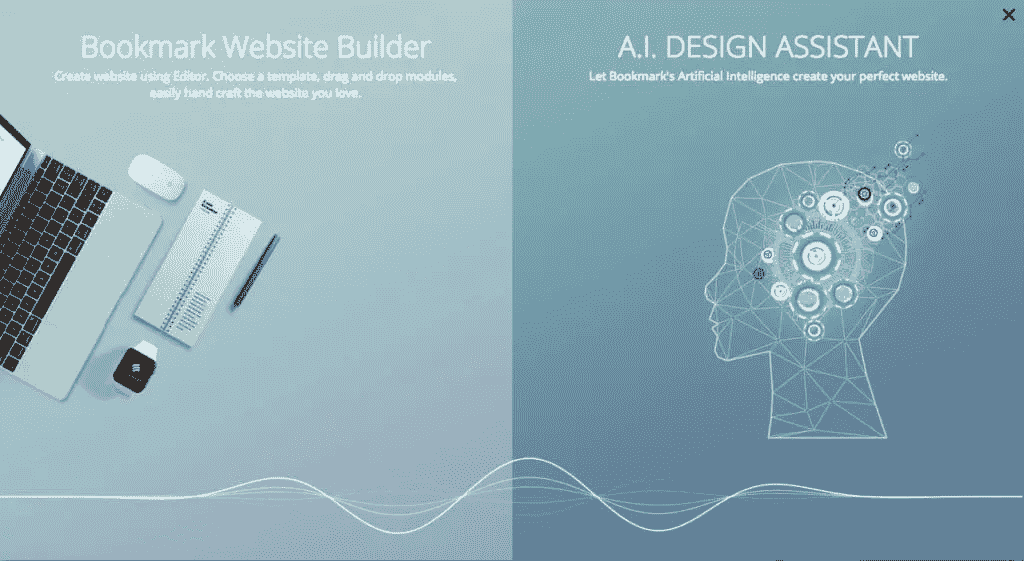 Bookmark Website Builder
Create website using Editor. Choose a template, drag and drop modules,
easily hand craft the website you love.
A.I. DESIGN ASSISTANT
Let Bookmark's Artificial Intelligence create your perfect website.